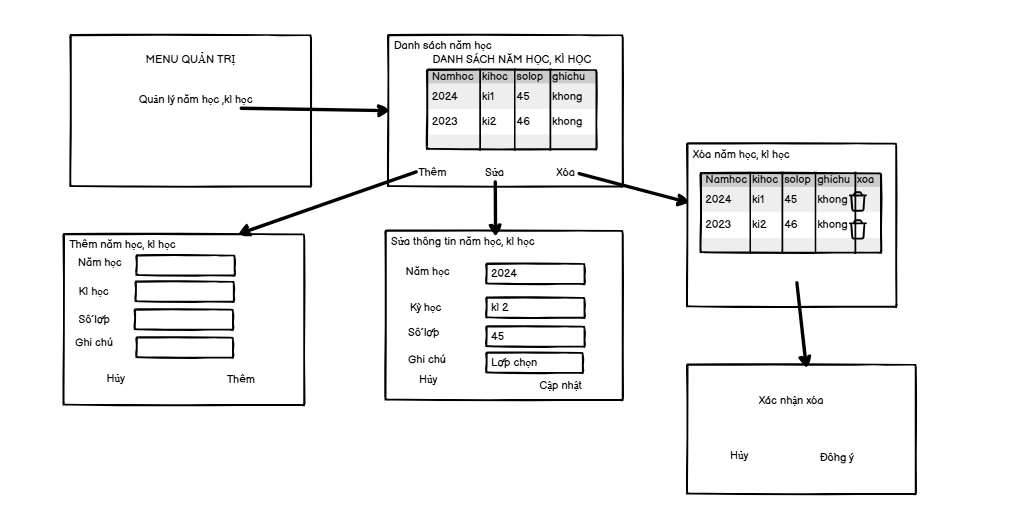 MENU QUẢN TRỊ
Quản lý năm học ,kì học
Danh sách năm học
DANH SÁCH NĂM HỌC, KÌ HỌC
Namhoc kihoc solop ghichu
2024 ki1 45 khong
2023 ki2 46 khong
Thêm Sửa Xóa
Xóa năm học, kì học
Namhoc kihoc solop ghichu xoa
2024 ki1 45 khong
2023 ki2 46 khong
Thêm năm học, kì học
Năm học
Kì học
Số lớp
Ghi chú
Hủy Thêm
Sửa thông tin năm học, kì học
Năm học 2024
Kỳ học kì 2
Số lớp 45
Ghi chú Lớp chọn
Hủy Cập nhật
Xác nhận xóa
Hủy Đồng ý